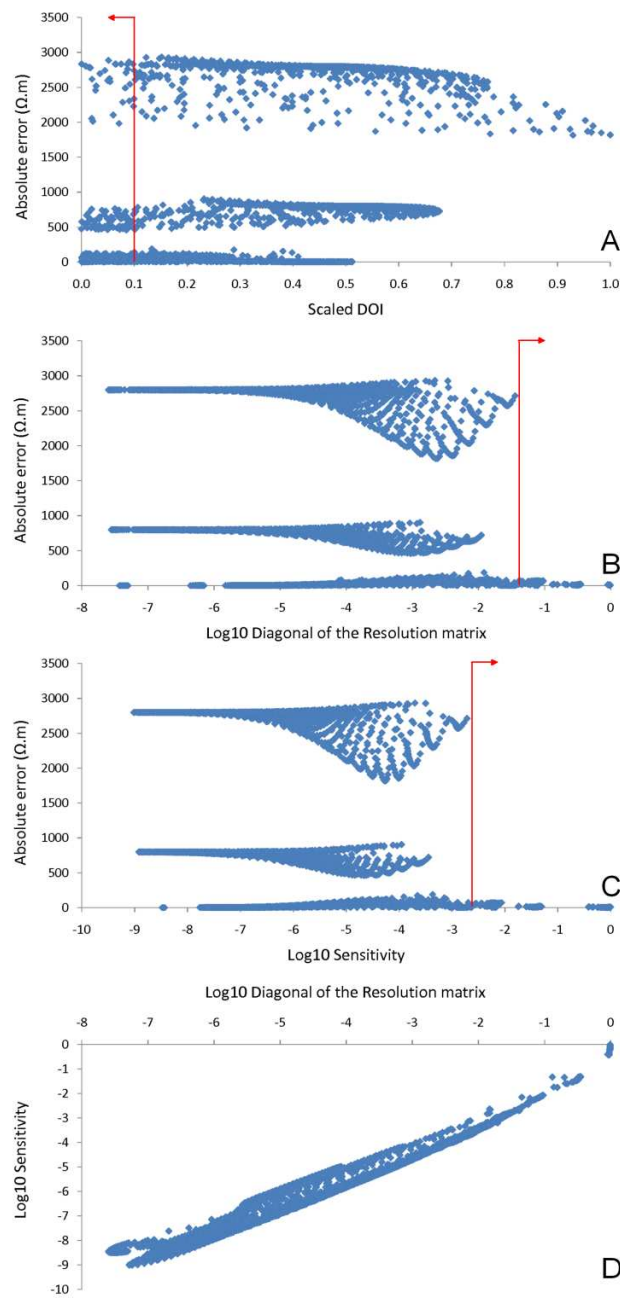 3500
3000
2500
2000
1500
1000
500
0
Absolute error (Ω.m)
0.0 0.1 0.2 0.3 0.4 0.5 0.6 0.7 0.8 0.9 1.0
Scaled DOI
A
3500
3000
2500
2000
1500
1000
500
0
Absolute error (Ω.m)
-8 -7 -6 -5 -4 -3 -2 -1 0
Log10 Diagonal of the Resolution matrix
B
3500
3000
2500
2000
1500
1000
500
0
Absolute error (Ω.m)
-10 -9 -8 -7 -6 -5 -4 -3 -2 -1 0
Log10 Sensitivity
C
Log10 Diagonal of the Resolution matrix
-8 -7 -6 -5 -4 -3 -2 -1 0
0
-1
-2
-3
-4
-5
-6
-7
-8
-9
-10
Log10 Sensitivity
D